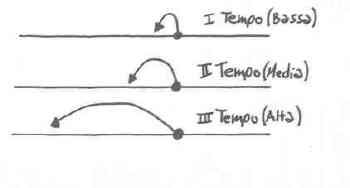 I Tempo (Bassa)
II Tempo (Media)
III Tempo (Alta)